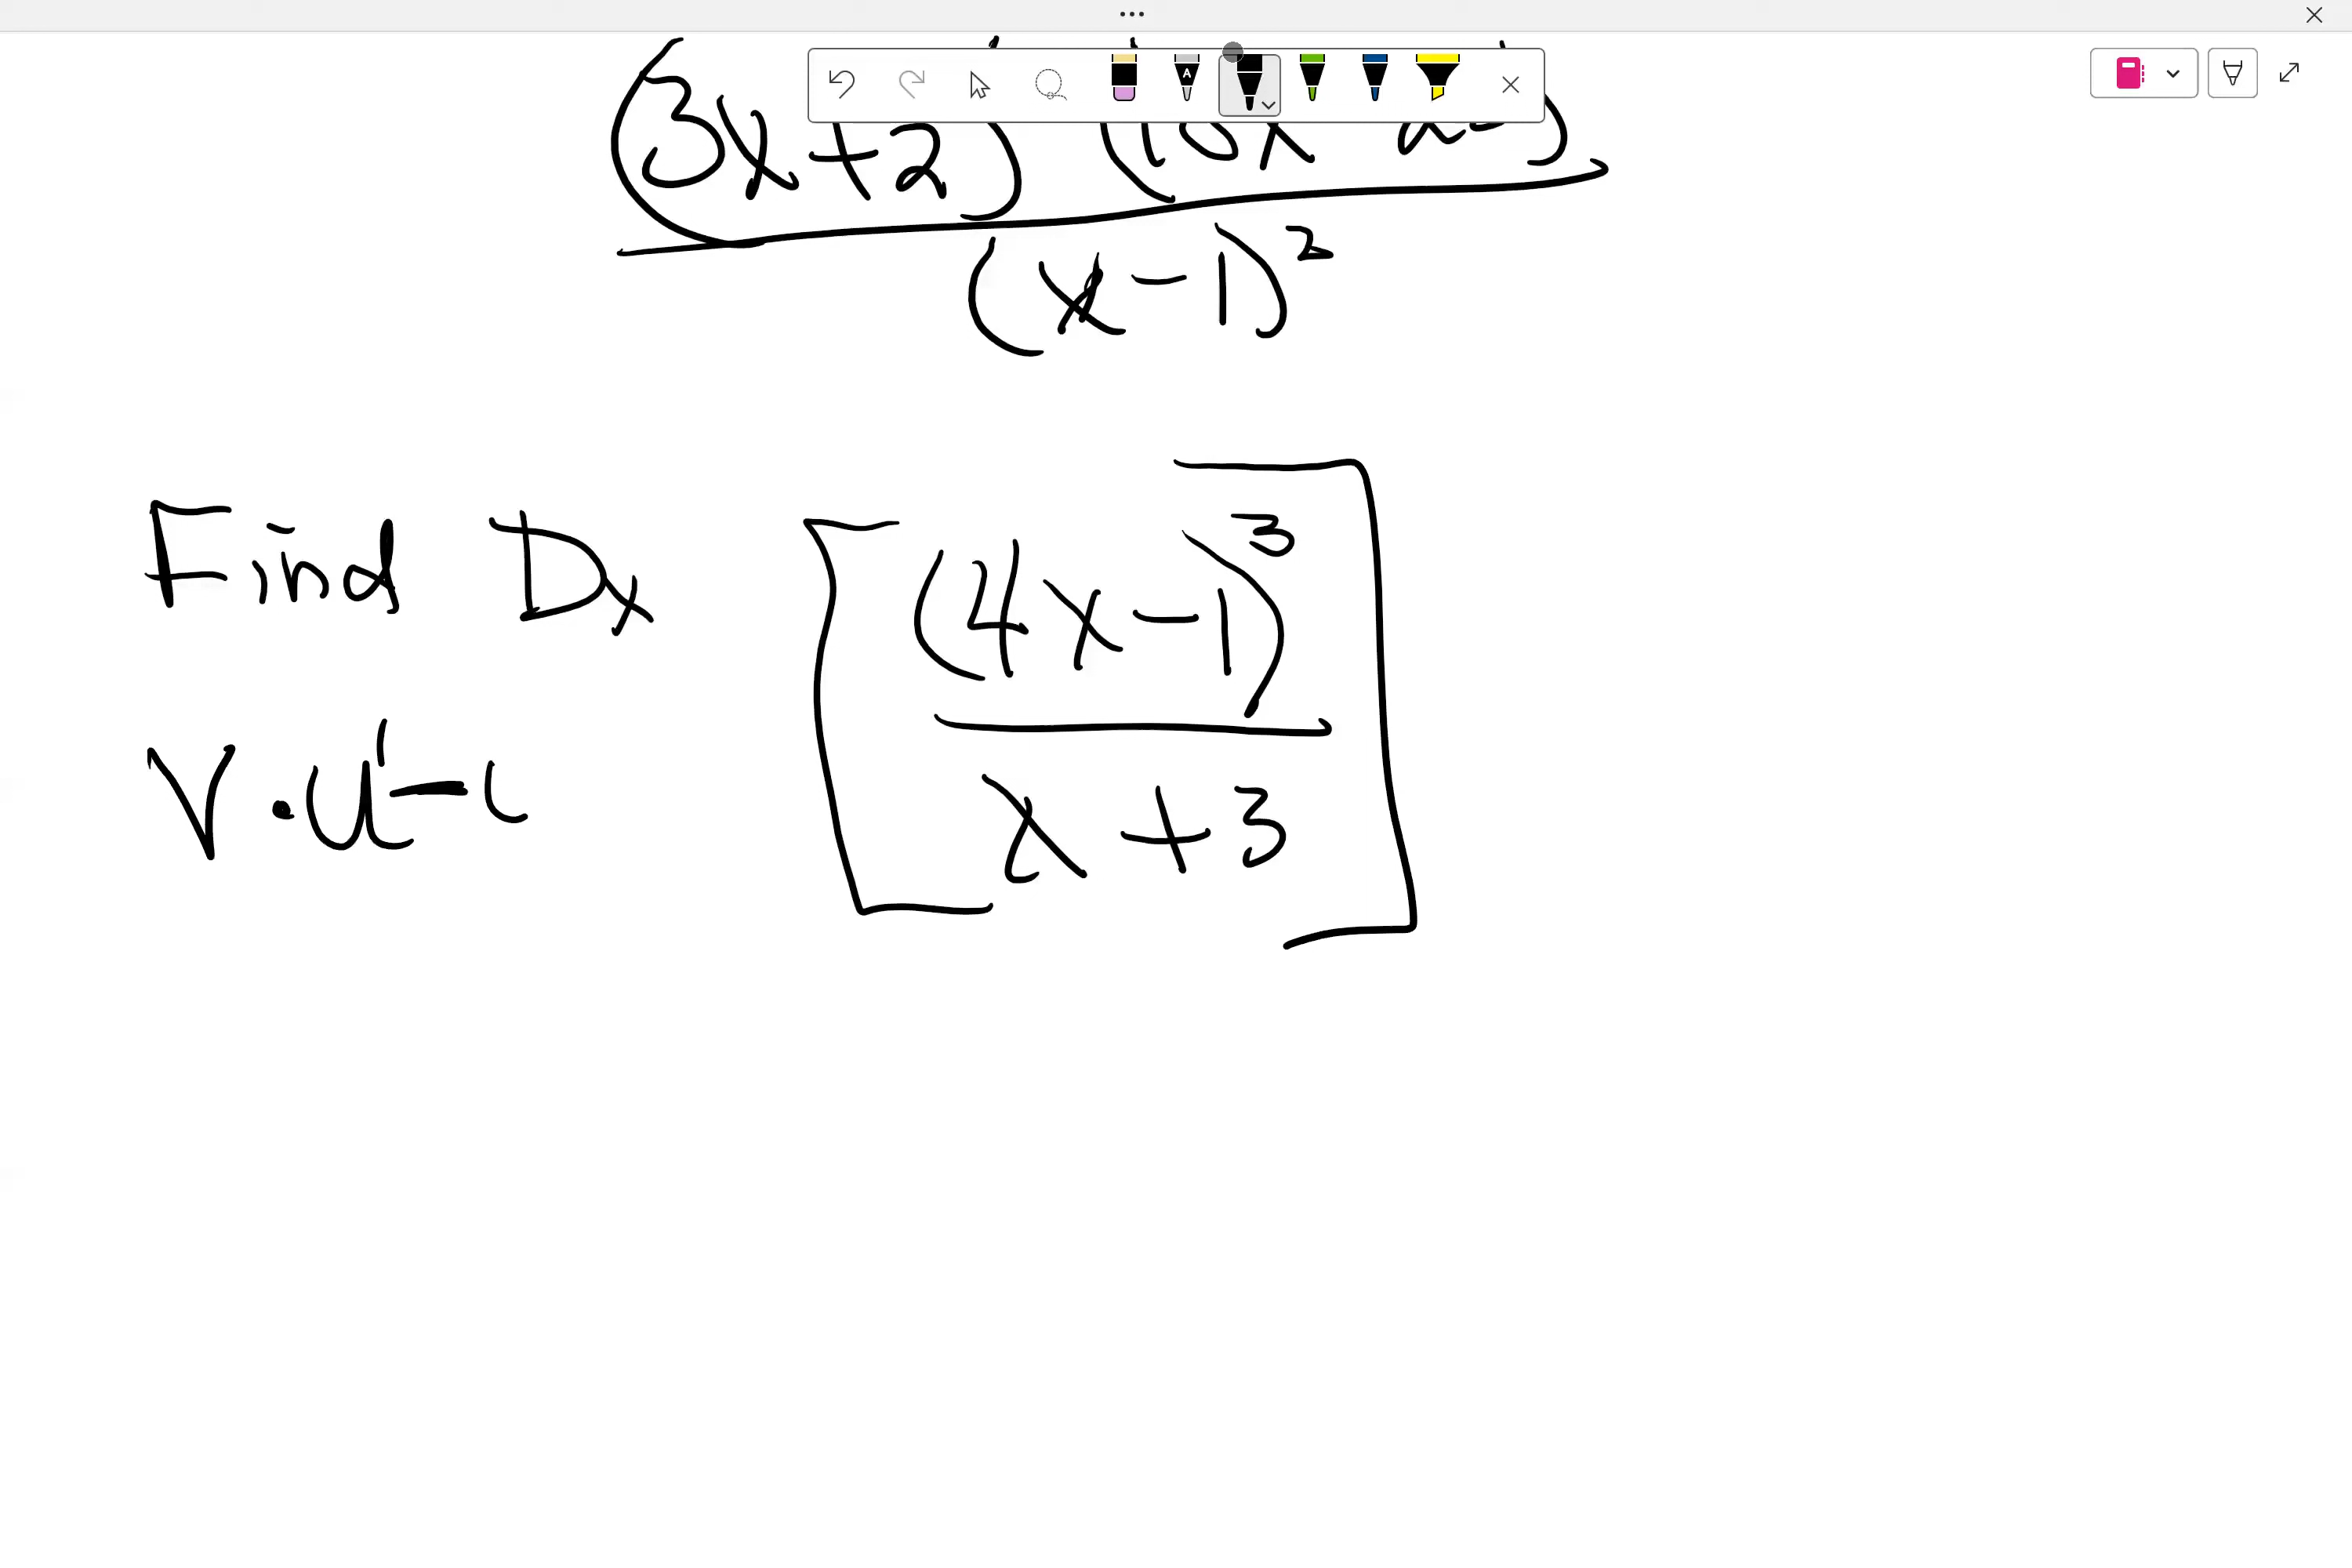 (3x+2)
(x-1)²
Find Dx [(4x-1)³ / x+3]
V·u'-u